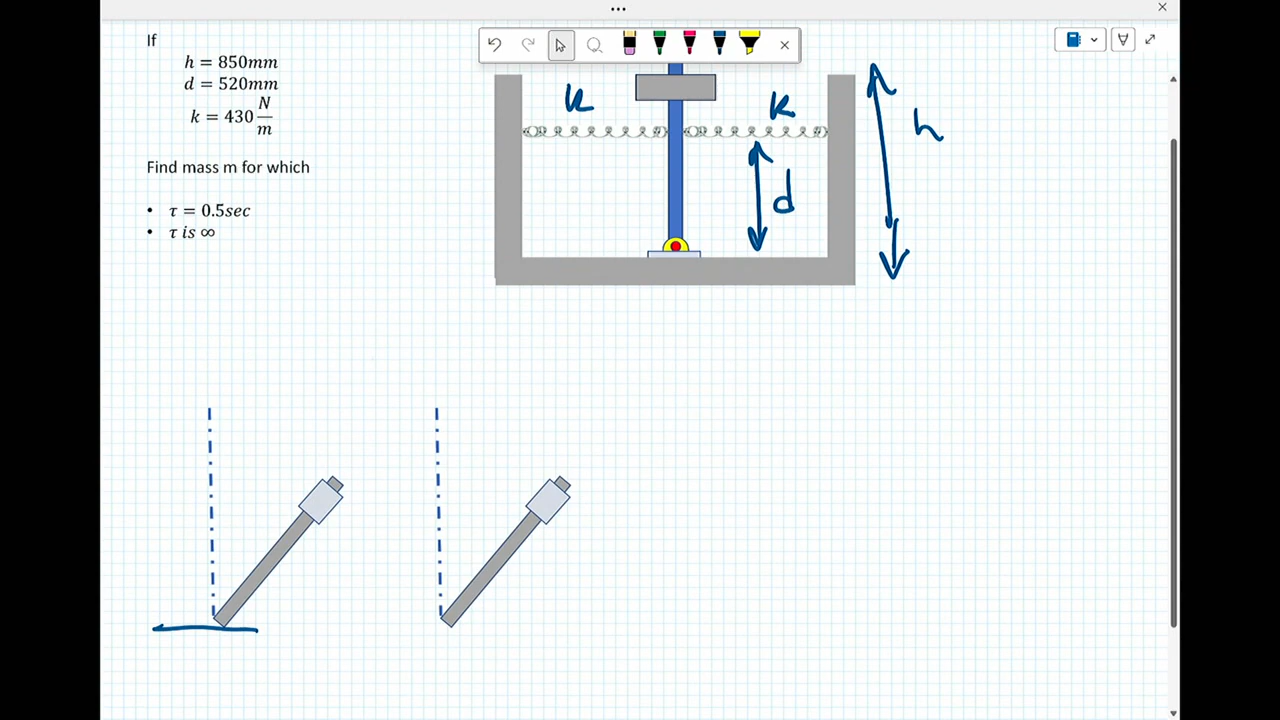 If
h = 850mm
d = 520mm
k = 430 N/m
Find mass m for which
• τ = 0.5sec
• τ is ∞
k
k
h
d